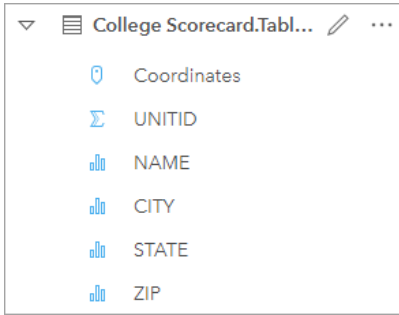 College Scorecard.Tabl...
Coordinates
UNITID
NAME
CITY
STATE
ZIP